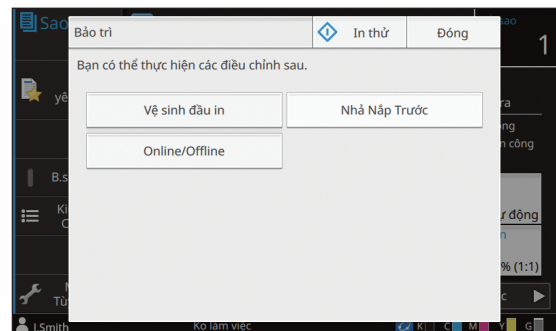 Sao
sao
1
Bảo trì
In thử
Đóng
Bạn có thể thực hiện các điều chỉnh sau.
yê
ra
Vệ sinh đầu in
Nhả Nắp Trước
ng
n công
Online/Offline
B.s
Ki
C
ự động
n
% (1:1)
Từ
c
J.Smith
Ko làm việc
K
C
M
Y
G